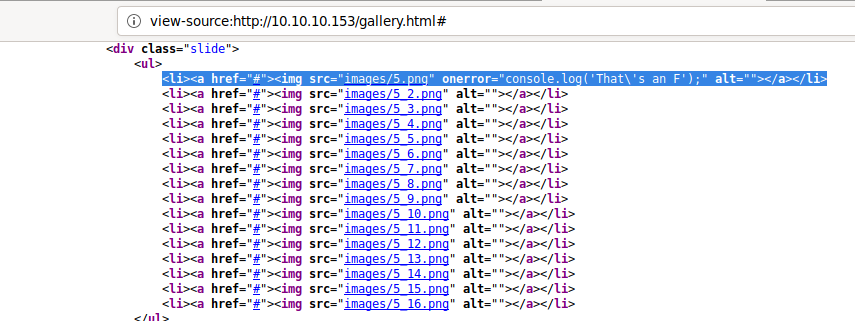 view-source:http://10.10.10.153/gallery.html#
<div class="slide">
<ul>
<li><a href="#"><img src="images/5.png" onerror="console.log('That\'s an F');" alt=""></a></li>
<li><a href="#"><img src="images/5_2.png" alt=""></a></li>
<li><a href="#"><img src="images/5_3.png" alt=""></a></li>
<li><a href="#"><img src="images/5_4.png" alt=""></a></li>
<li><a href="#"><img src="images/5_5.png" alt=""></a></li>
<li><a href="#"><img src="images/5_6.png" alt=""></a></li>
<li><a href="#"><img src="images/5_7.png" alt=""></a></li>
<li><a href="#"><img src="images/5_8.png" alt=""></a></li>
<li><a href="#"><img src="images/5_9.png" alt=""></a></li>
<li><a href="#"><img src="images/5_10.png" alt=""></a></li>
<li><a href="#"><img src="images/5_11.png" alt=""></a></li>
<li><a href="#"><img src="images/5_12.png" alt=""></a></li>
<li><a href="#"><img src="images/5_13.png" alt=""></a></li>
<li><a href="#"><img src="images/5_14.png" alt=""></a></li>
<li><a href="#"><img src="images/5_15.png" alt=""></a></li>
<li><a href="#"><img src="images/5_16.png" alt=""></a></li>
</ul>